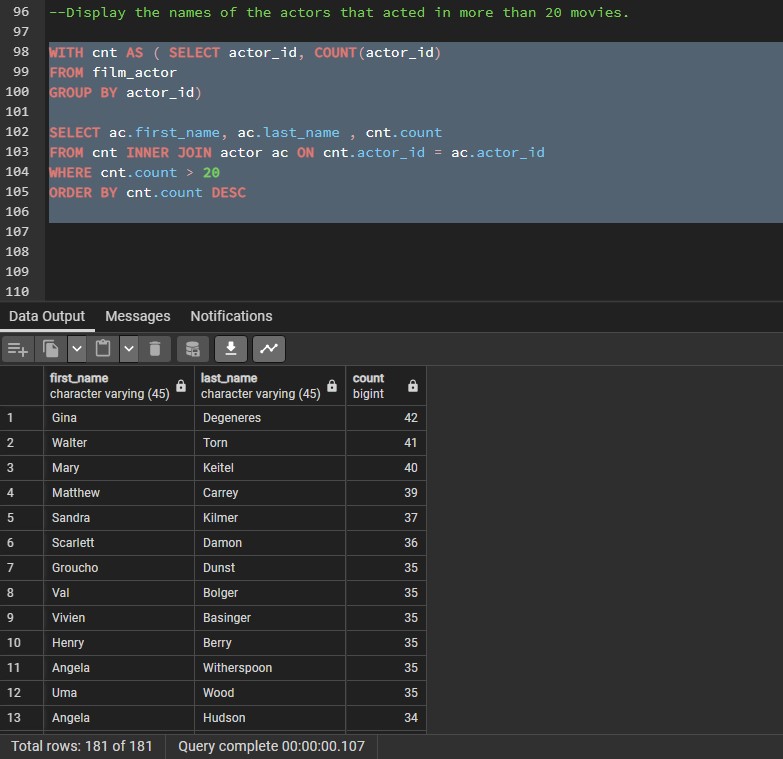 96 --Display the names of the actors that acted in more than 20 movies.
97
98 WITH cnt AS ( SELECT actor_id, COUNT(actor_id)
99 FROM film_actor
100 GROUP BY actor_id)
101
102 SELECT ac.first_name, ac.last_name , cnt.count
103 FROM cnt INNER JOIN actor ac ON cnt.actor_id = ac.actor_id
104 WHERE cnt.count > 20
105 ORDER BY cnt.count DESC
106
107
108
109
110
Data Output Messages Notifications
first_name last_name count
character varying (45) character varying (45) bigint
1 Gina Degeneres 42
2 Walter Torn 41
3 Mary Keitel 40
4 Matthew Carrey 39
5 Sandra Kilmer 37
6 Scarlett Damon 36
7 Groucho Dunst 35
8 Val Bolger 35
9 Vivien Basinger 35
10 Henry Berry 35
11 Angela Witherspoon 35
12 Uma Wood 35
13 Angela Hudson 34
Total rows: 181 of 181 Query complete 00:00:00.107